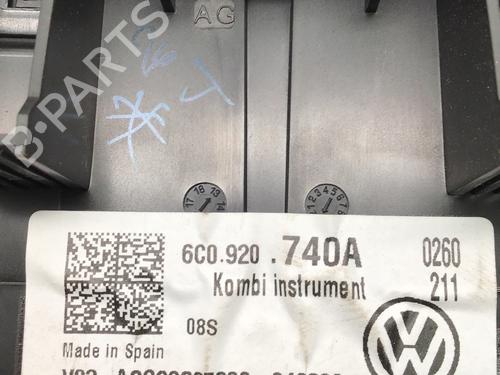 AG
B-PARTS
6C0.920 .740A 0260
Kombi instrument 211
08S
Made in Spain